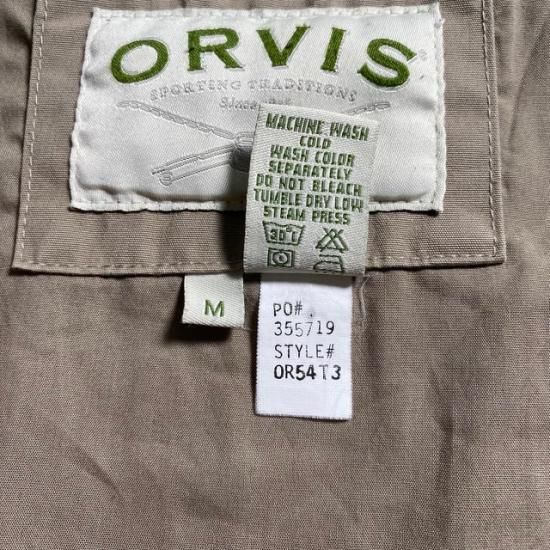 ORVIS
SPORTING TRADITIONS
Since
MACHINE WASH
COLD
WASH COLOR
SEPARATELY
DO NOT BLEACH
TUMBLE DRY LOW
STEAM PRESS
30°
M
PO#.
355719
STYLE#
OR54T3